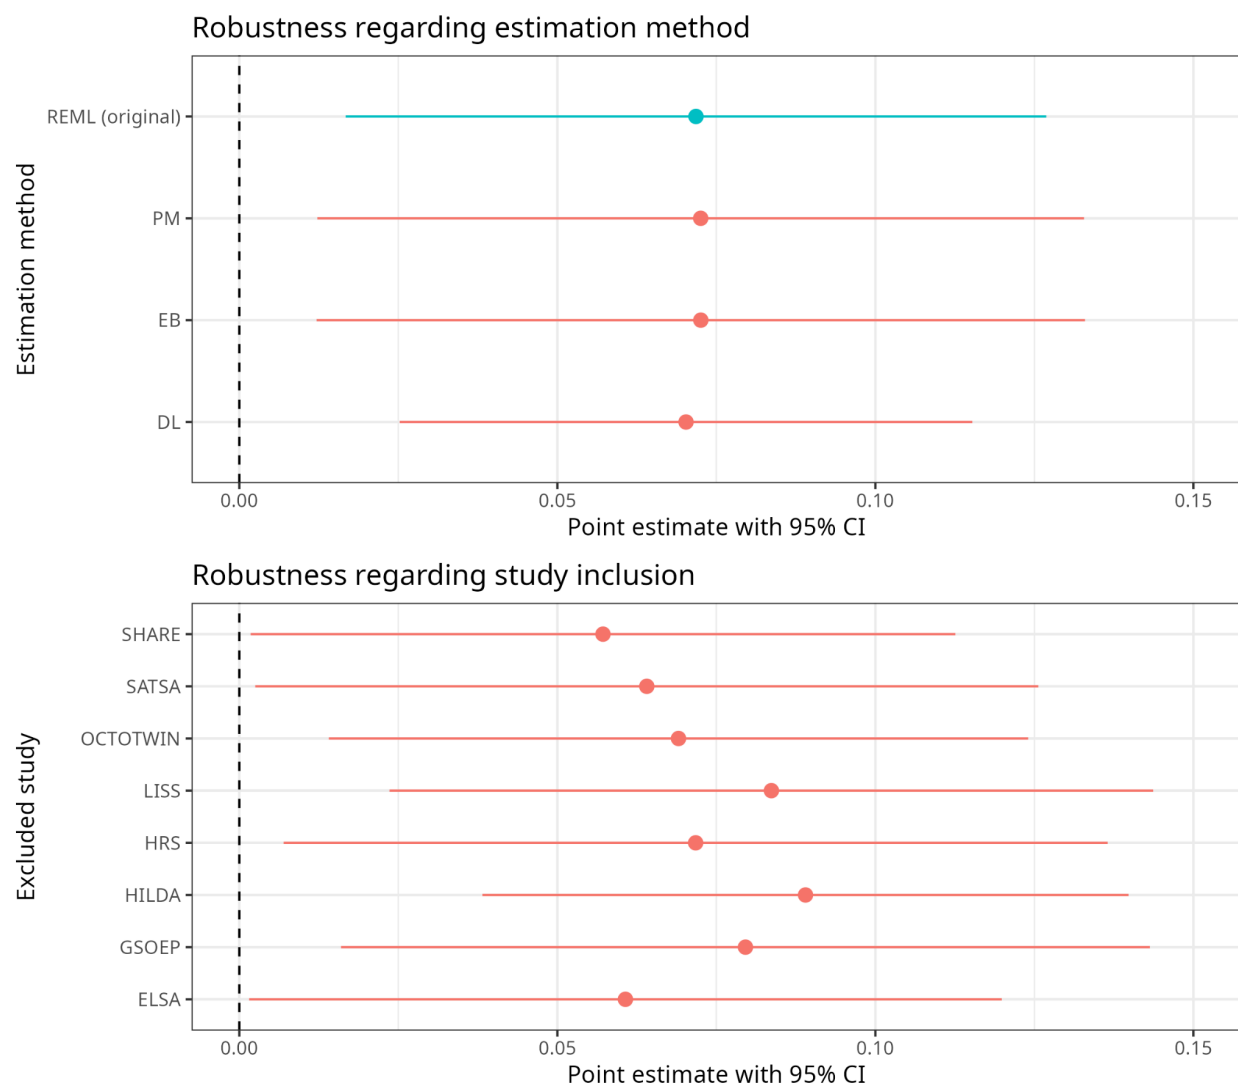 Robustness regarding estimation method
Estimation method
REML (original)
PM
EB
DL
0.00 0.05 0.10 0.15
Point estimate with 95% CI
Robustness regarding study inclusion
Excluded study
SHARE
SATSA
OCTOTWIN
LISS
HRS
HILDA
GSOEP
ELSA
0.00 0.05 0.10 0.15
Point estimate with 95% CI